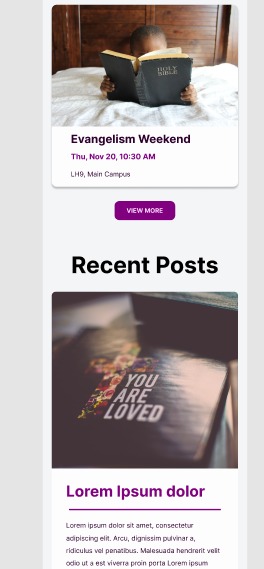 HOLY
BIBLE
Evangelism Weekend
Thu, Nov 20, 10:30 AM
LH9, Main Campus
VIEW MORE
Recent Posts
YOU
ARE
LOVED
Lorem Ipsum dolor
Lorem ipsum dolor sit amet, consectetur
adipiscing elit. Arcu, dignissim pulvinar a,
ridiculus vel penatibus. Malesuada hendrerit velit
odio ut a est viverra proin porta Lorem ipsum